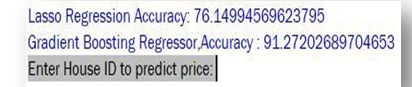 Lasso Regression Accuracy: 76.14994569623795
Gradient Boosting Regressor,Accuracy : 91.27202689704653
Enter House ID to predict price: